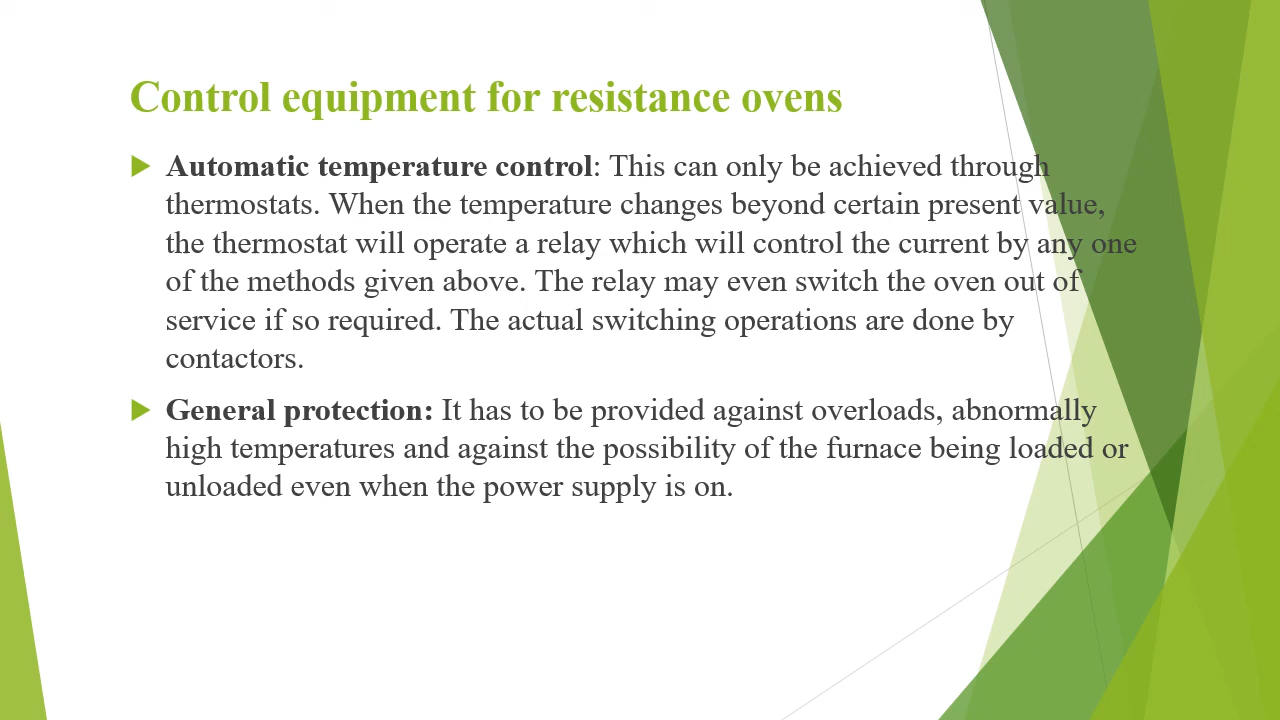 Control equipment for resistance ovens
Automatic temperature control: This can only be achieved through
thermostats. When the temperature changes beyond certain present value,
the thermostat will operate a relay which will control the current by any one
of the methods given above. The relay may even switch the oven out of
service if so required. The actual switching operations are done by
contactors.
General protection: It has to be provided against overloads, abnormally
high temperatures and against the possibility of the furnace being loaded or
unloaded even when the power supply is on.